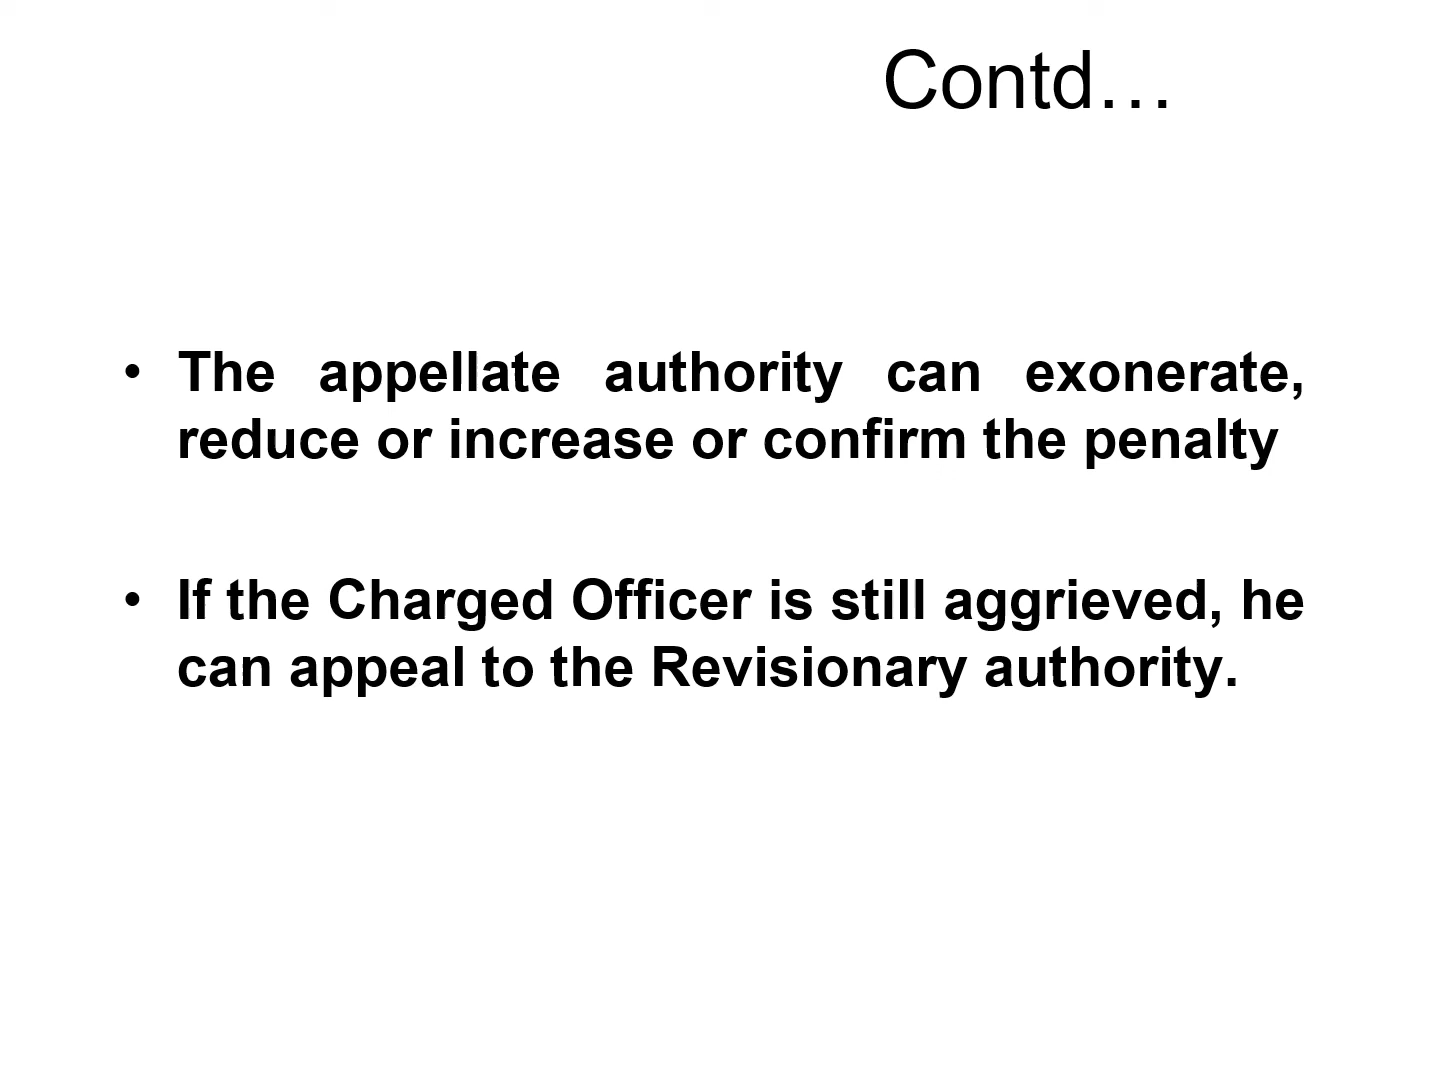 Contd…
• The appellate authority can exonerate,
reduce or increase or confirm the penalty
• If the Charged Officer is still aggrieved, he
can appeal to the Revisionary authority.